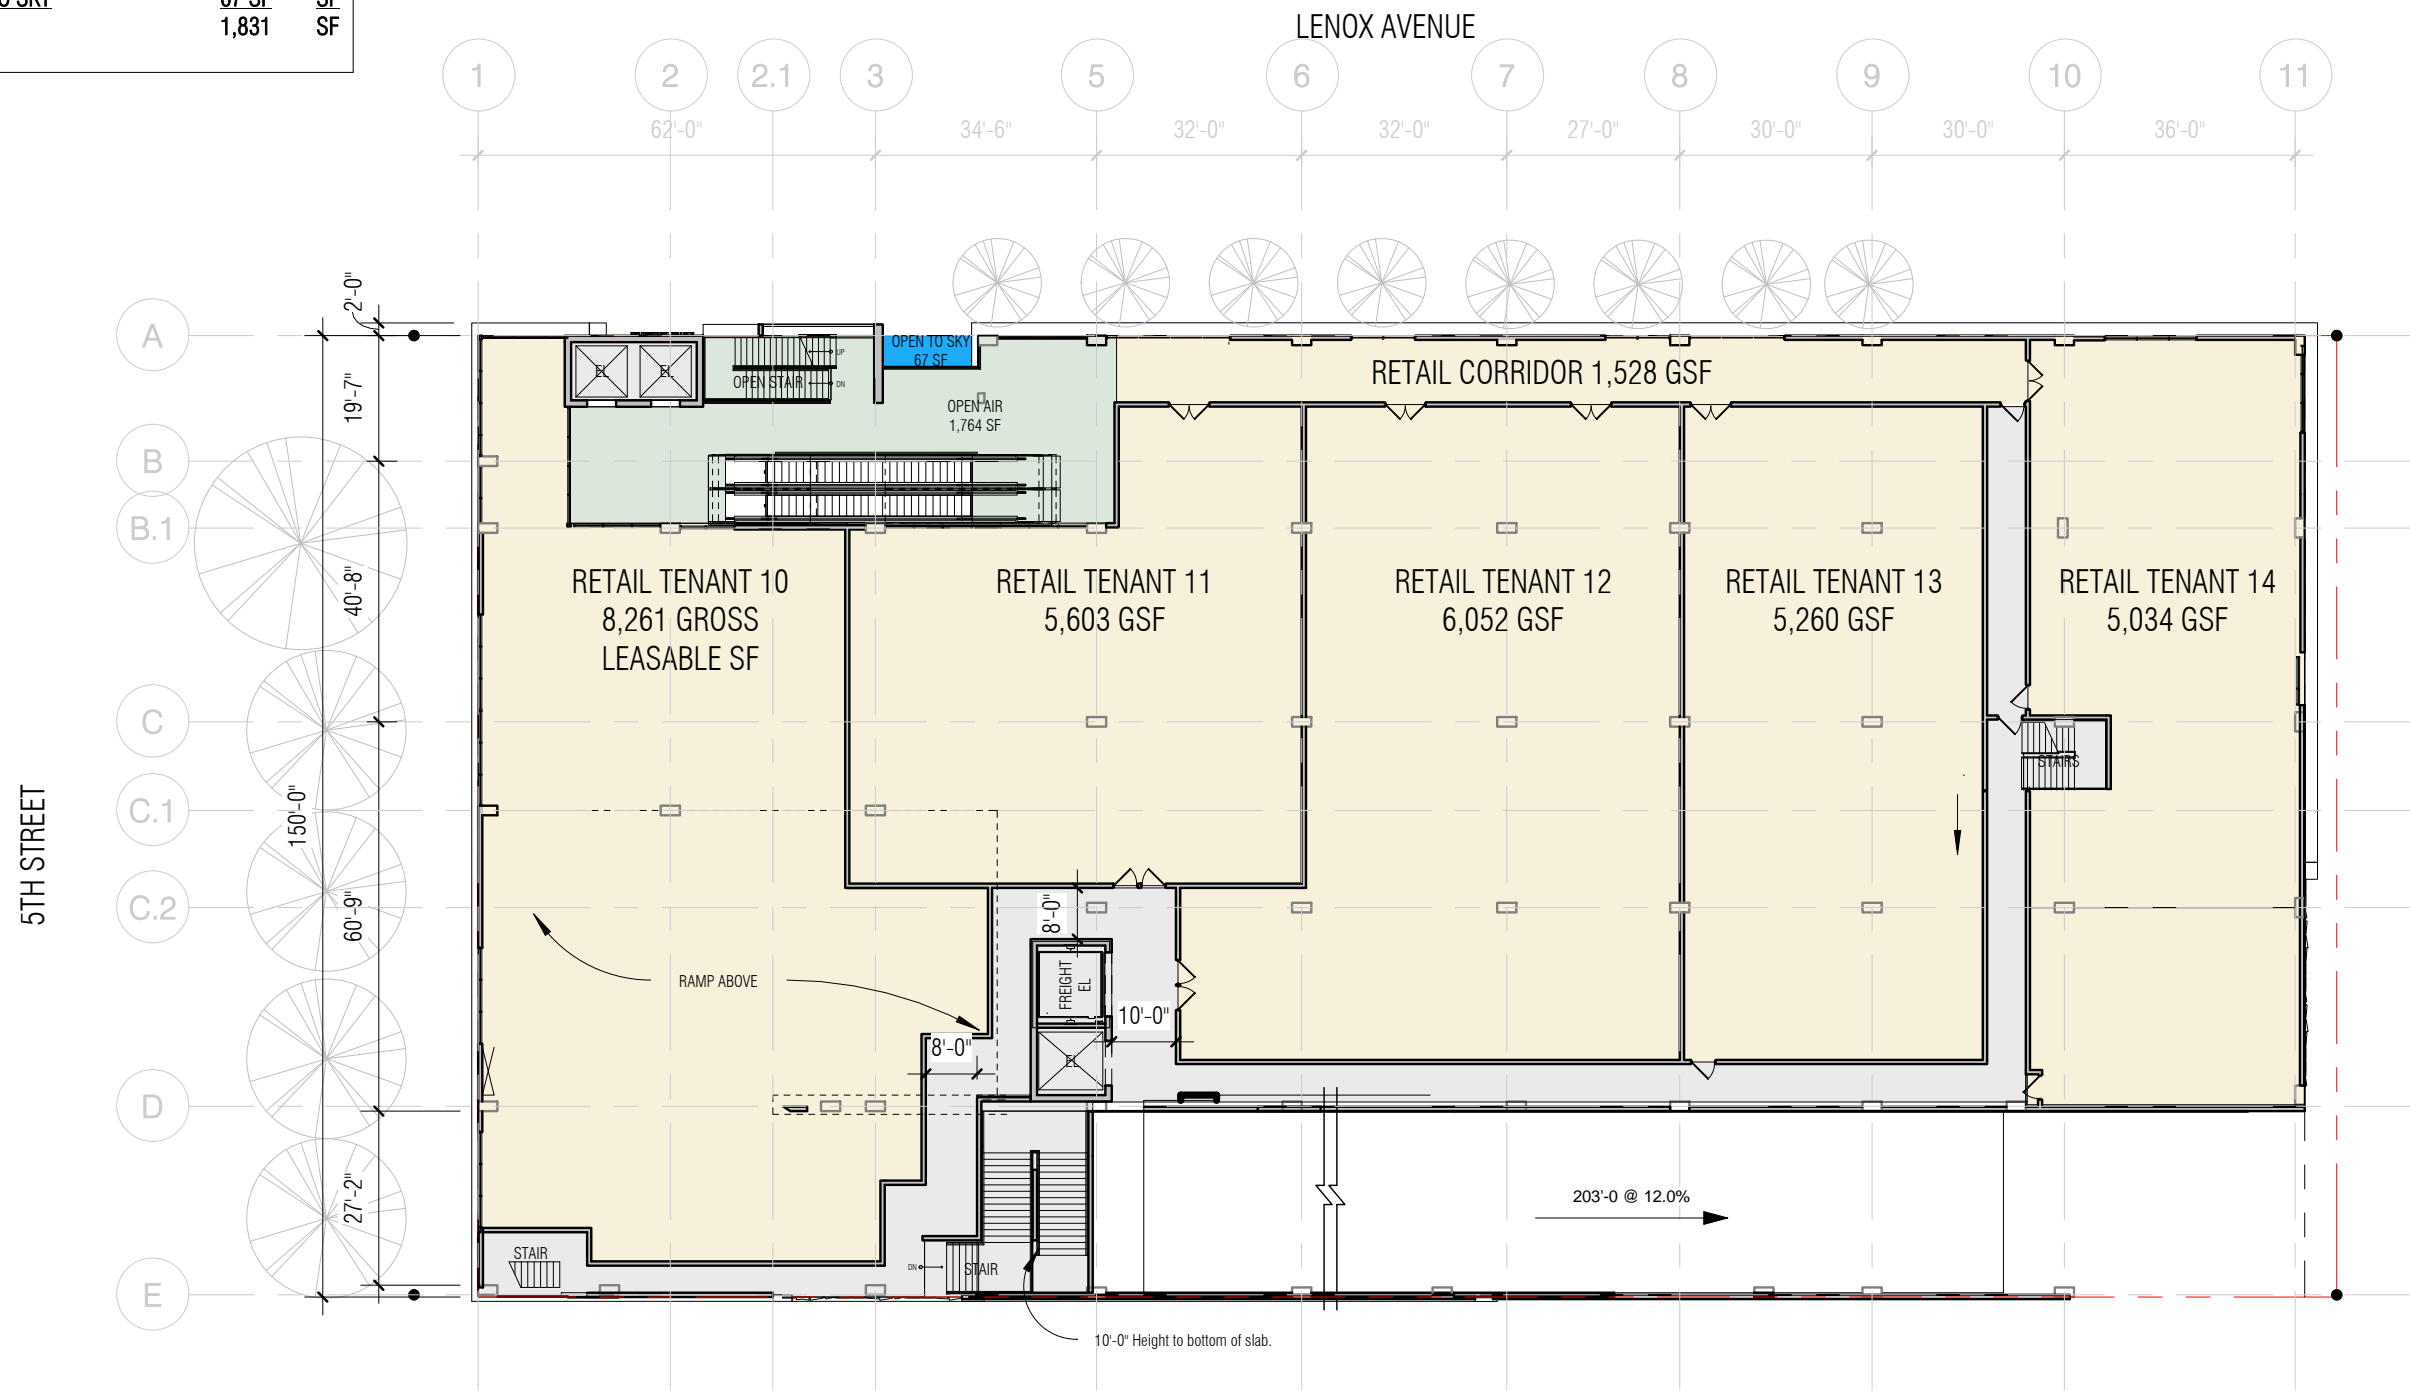 67 SF SF
1,831 SF
LENOX AVENUE
1 2 2.1 3 5 6 7 8 9 10 11
62'-0" 34'-6" 32'-0" 32'-0" 27'-0" 30'-0" 30'-0" 36'-0"
2'-0"
A
19'-7"
EL EL
OPEN STAIR
UP
DN
OPEN TO SKY
67 SF
OPEN AIR
1,764 SF
RETAIL CORRIDOR 1,528 GSF
B
B.1
40'-8"
RETAIL TENANT 10
8,261 GROSS
LEASABLE SF
RETAIL TENANT 11
5,603 GSF
RETAIL TENANT 12
6,052 GSF
RETAIL TENANT 13
5,260 GSF
RETAIL TENANT 14
5,034 GSF
C
STAIRS
5TH STREET
150'-0"
C.1
C.2
60'-9"
8'-0"
RAMP ABOVE
FREIGHT
EL
10'-0"
8'-0"
EL
D
27'-2"
203'-0 @ 12.0%
STAIR
DN
STAIR
E
10'-0" Height to bottom of slab.